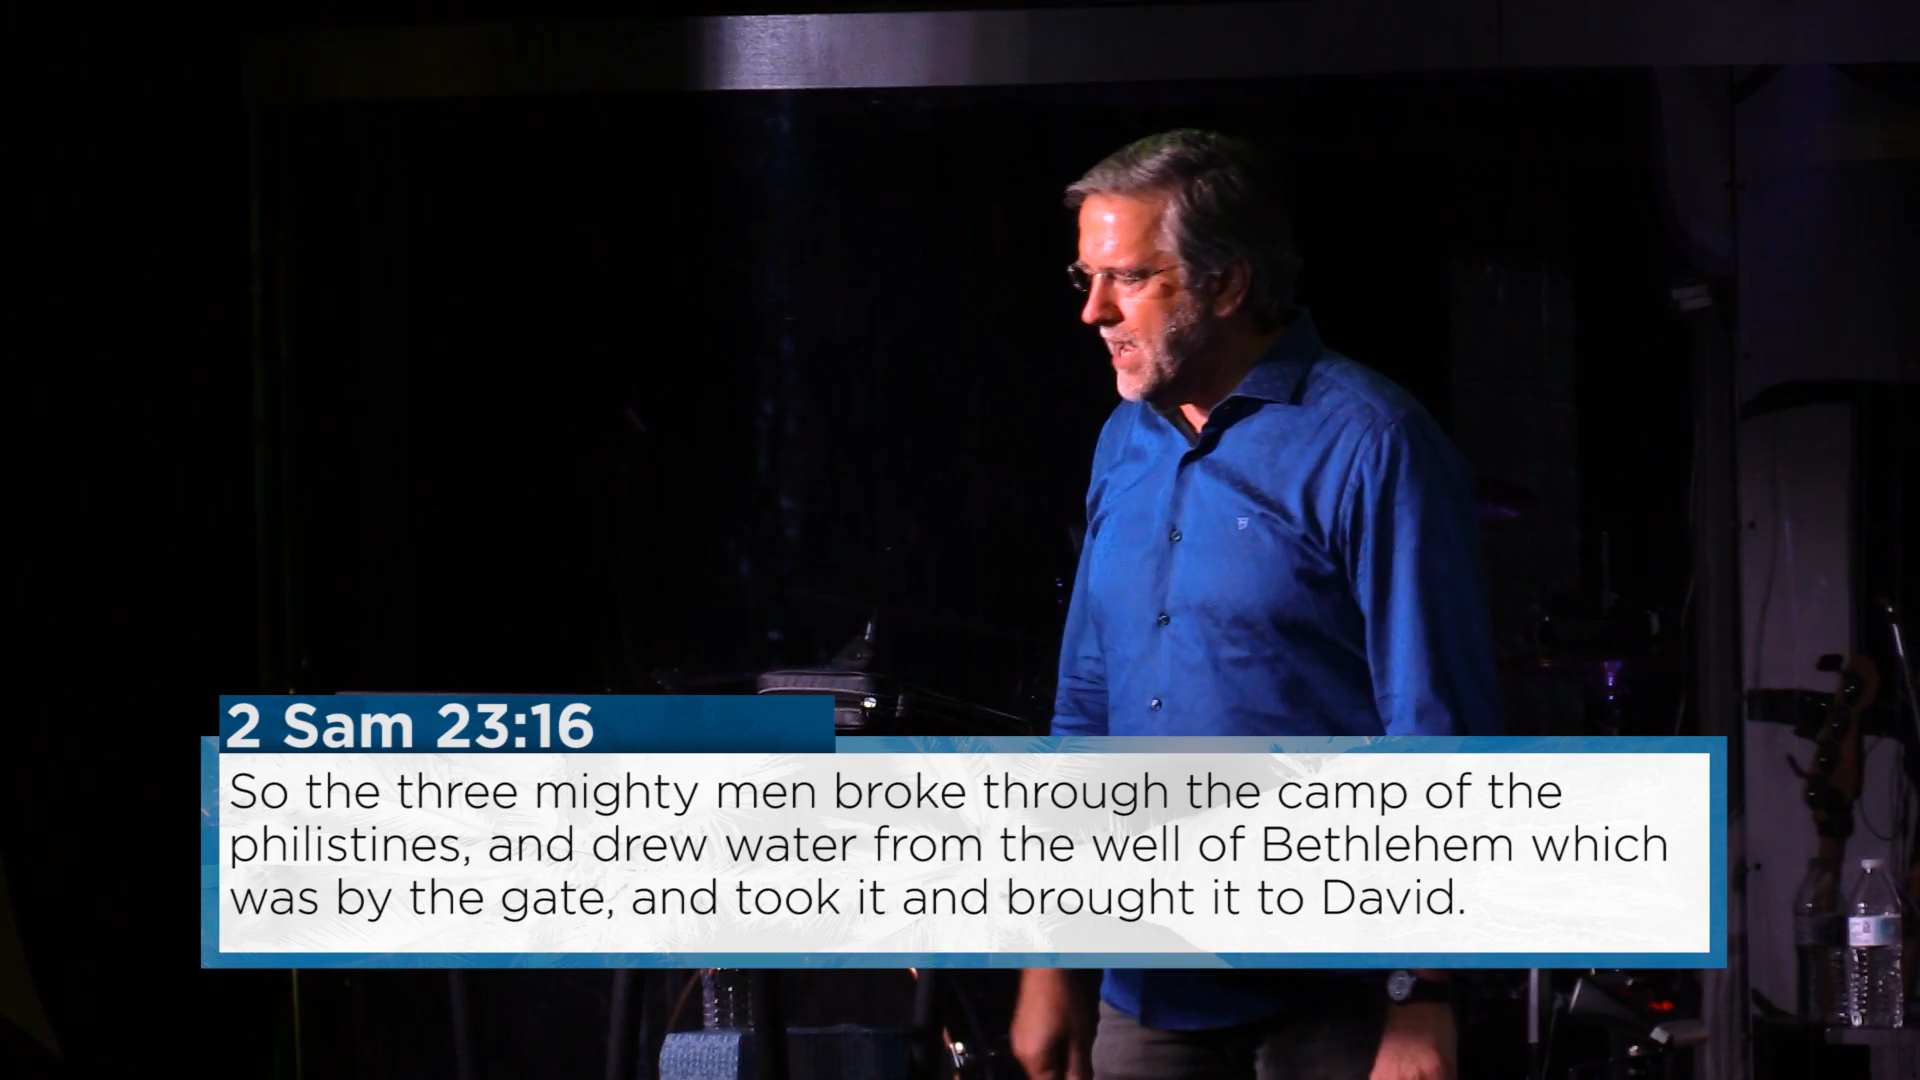 2 Sam 23:16
So the three mighty men broke through the camp of the
philistines, and drew water from the well of Bethlehem which
was by the gate, and took it and brought it to David.